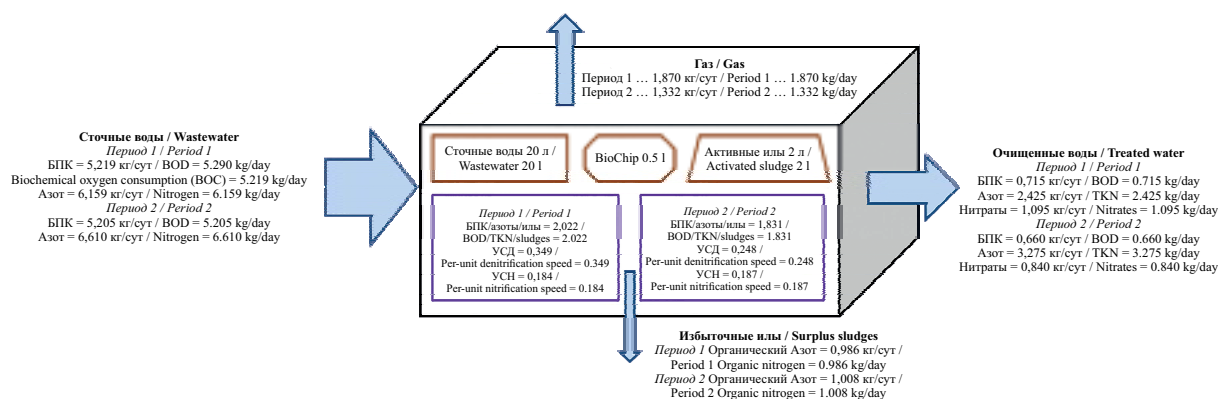 Газ / Gas
Период 1 … 1,870 кг/сут / Period 1 … 1.870 kg/day
Период 2 … 1,332 кг/сут / Period 2 … 1.332 kg/day
Сточные воды / Wastewater
Период 1 / Period 1
БПК = 5,219 кг/сут / BOD = 5.290 kg/day
Biochemical oxygen consumption (BOC) = 5.219 kg/day
Азот = 6,159 кг/сут / Nitrogen = 6.159 kg/day
Период 2 / Period 2
БПК = 5,205 кг/сут / BOD = 5.205 kg/day
Азот = 6,610 кг/сут / Nitrogen = 6.610 kg/day
Сточные воды 20 л /
Wastewater 20 l
BioChip 0.5 l
Активные илы 2 л /
Activated sludge 2 l
Период 1 / Period 1
БПК/азоты/илы = 2,022 /
BOD/TKN/sludges = 2.022
УСД = 0,349 /
Per-unit denitrification speed = 0.349
УСН = 0,184 /
Per-unit nitrification speed = 0.184
Период 2 / Period 2
БПК/азоты/илы = 1,831 /
BOD/TKN/sludges = 1.831
УСД = 0,248 /
Per-unit denitrification speed = 0.248
УСН = 0,187 /
Per-unit nitrification speed = 0.187
Очищенные воды / Treated water
Период 1 / Period 1
БПК = 0,715 кг/сут / BOD = 0.715 kg/day
Азот = 2,425 кг/сут / TKN = 2.425 kg/day
Нитраты = 1,095 кг/сут / Nitrates = 1.095 kg/day
Период 2 / Period 2
БПК = 0,660 кг/сут / BOD = 0.660 kg/day
Азот = 3,275 кг/сут / TKN = 3.275 kg/day
Нитраты = 0,840 кг/сут / Nitrates = 0.840 kg/day
Избыточные илы / Surplus sludges
Период 1 Органический Азот = 0,986 кг/сут /
Period 1 Organic nitrogen = 0.986 kg/day
Период 2 Органический Азот = 1,008 кг/сут /
Period 2 Organic nitrogen = 1.008 kg/day